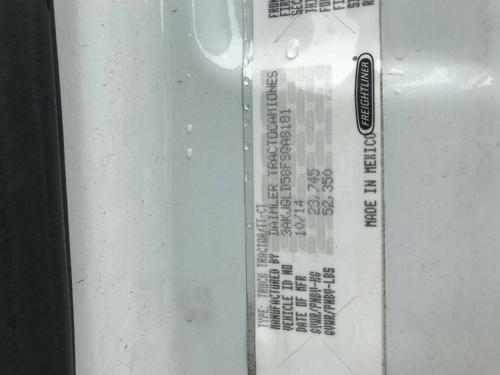 TYPE: TRUCK TRACTOR/TT-CT
MANUFACTURED BY DAIMLER TRACTOCAMIONES
VEHICLE ID NO
DATE OF MFR 10/14
GVWR/PNBV-KG 23,745
GVWR/PNBV-LBS 52,350
FREIGHTLINER
MADE IN MEXICO